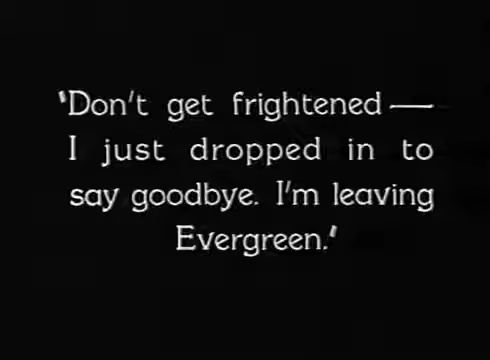 'Don't get frightened —
I just dropped in to
say goodbye. I'm leaving
Evergreen.'